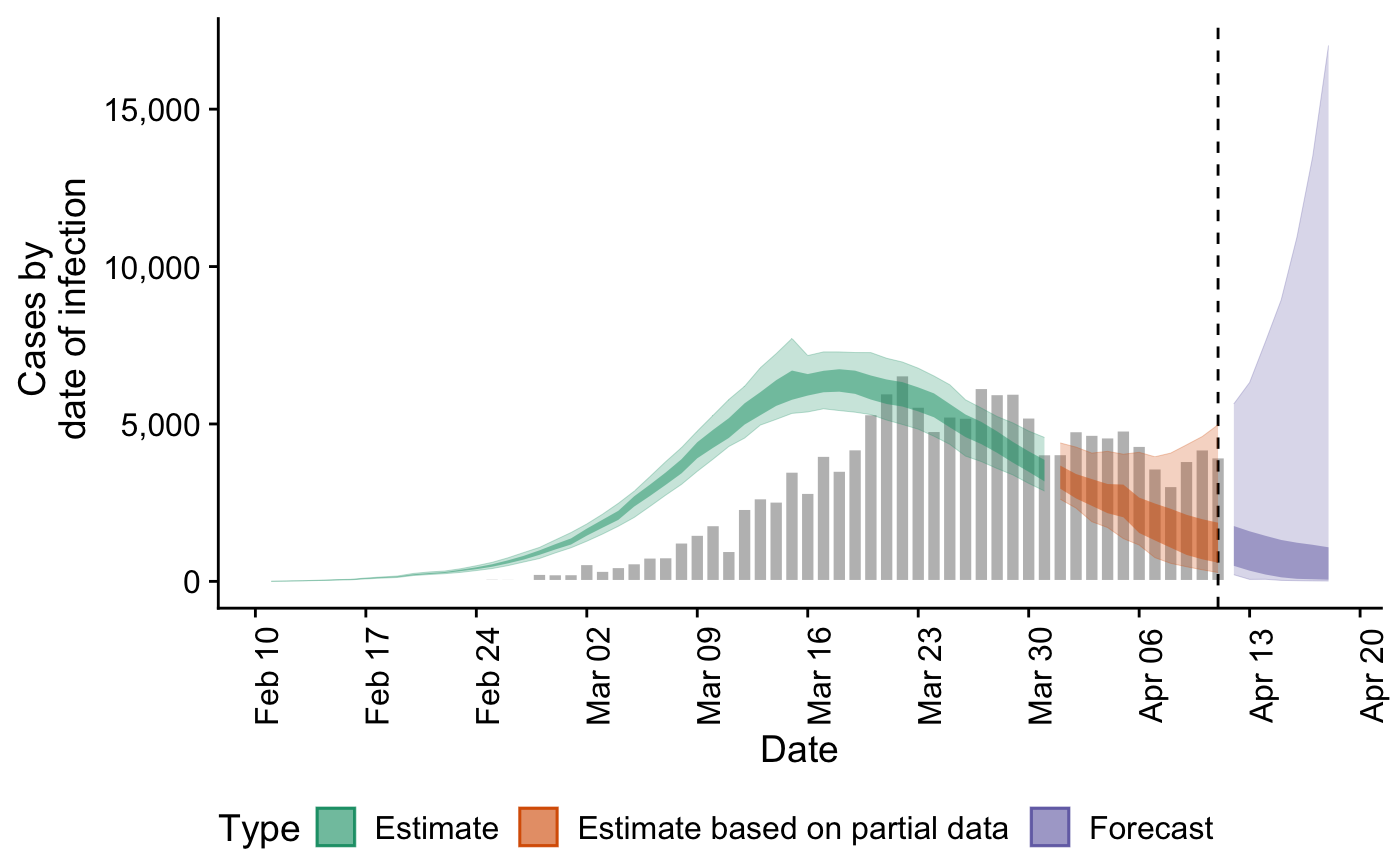 Cases by
date of infection
15,000
10,000
5,000
0
Feb 10
Feb 17
Feb 24
Mar 02
Mar 09
Mar 16
Mar 23
Mar 30
Apr 06
Apr 13
Apr 20
Date
Type Estimate Estimate based on partial data Forecast